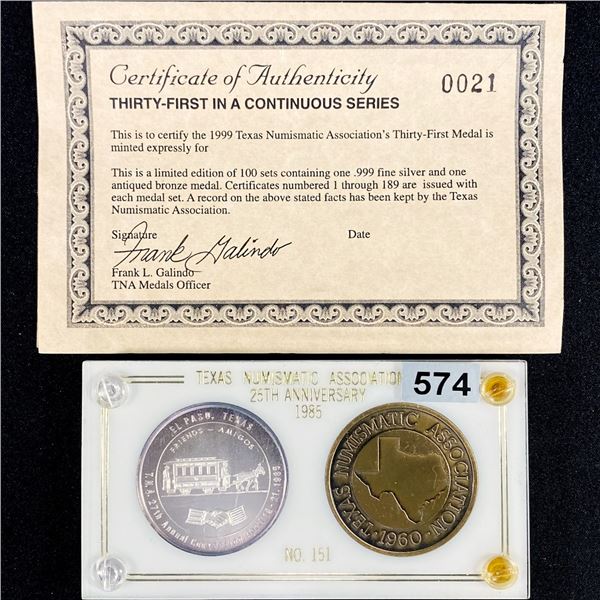 Certificate of Authenticity
0021
THIRTY-FIRST IN A CONTINUOUS SERIES
This is to certify the 1999 Texas Numismatic Association's Thirty-First Medal is
minted expressly for
This is a limited edition of 100 sets containing one .999 fine silver and one
antiqued bronze medal. Certificates numbered 1 through 189 are issued with
each medal set. A record on the above stated facts has been kept by the Texas
Numismatic Association.
Signature Date
Frank Galindo
Frank L. Galindo
TNA Medals Officer
TEXAS NUMISMATIC ASSOCIATION
25TH ANNIVERSARY
1985
574
EL PASO, TEXAS
FRIENDS - AMIGOS
T.N.A. 27th Annual 21, 1985
TEXAS NUMISMATIC ASSOCIATION
1960
NO. 151